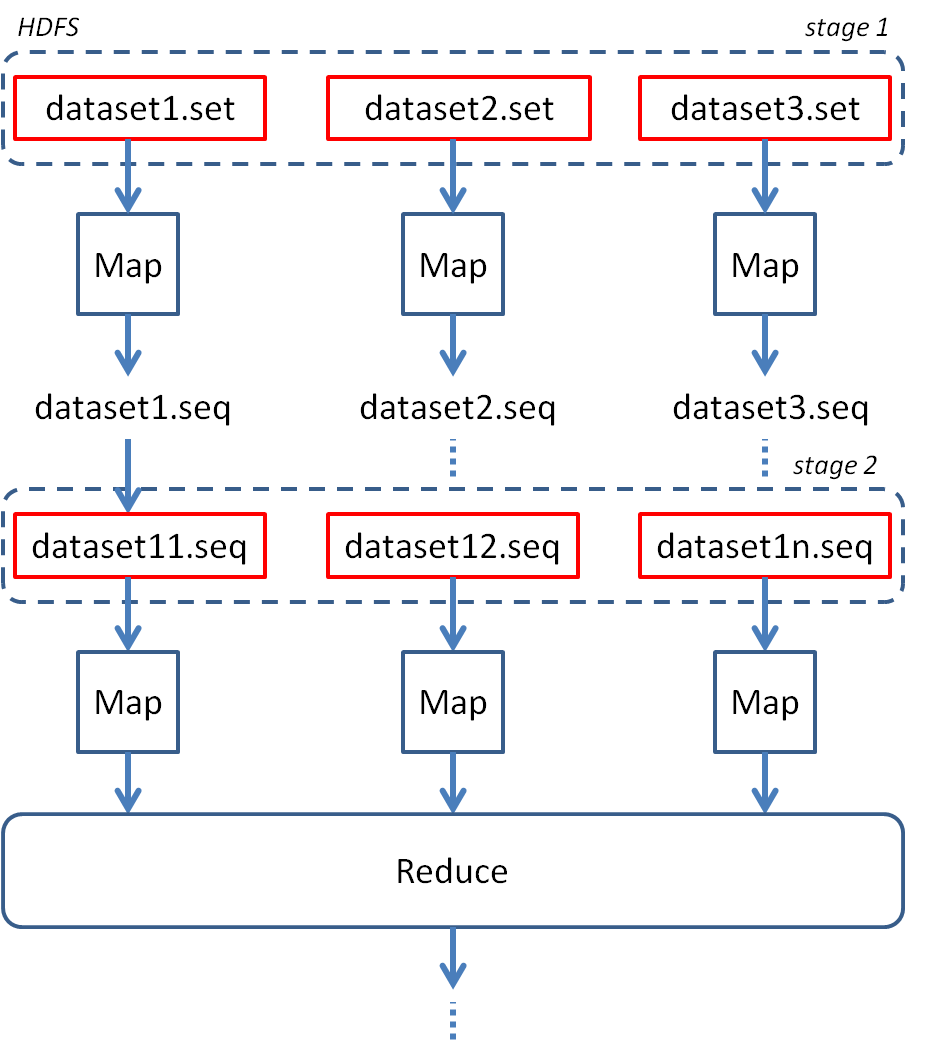 HDFS
stage 1
dataset1.set
dataset2.set
dataset3.set
Map
Map
Map
dataset1.seq
dataset2.seq
dataset3.seq
stage 2
dataset11.seq
dataset12.seq
dataset1n.seq
Map
Map
Map
Reduce